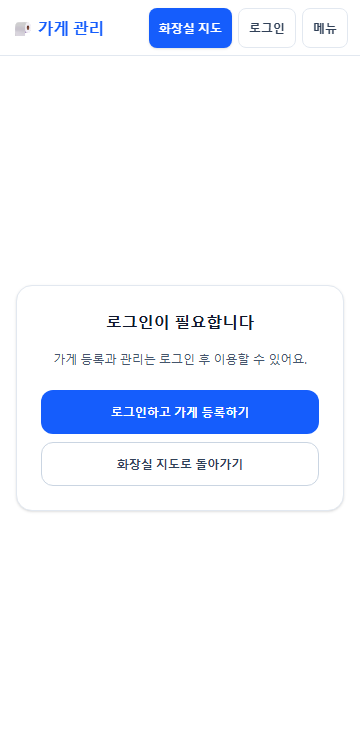 가게 관리
화장실 지도
로그인
메뉴
로그인이 필요합니다
가게 등록과 관리는 로그인 후 이용할 수 있어요.
로그인하고 가게 등록하기
화장실 지도로 돌아가기